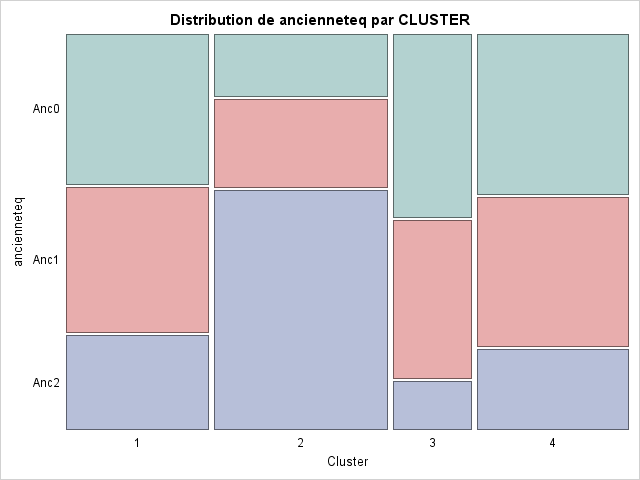 Distribution de ancienneteq par CLUSTER
Anc0
Anc1
Anc2
ancienneteq
1 2 3 4
Cluster